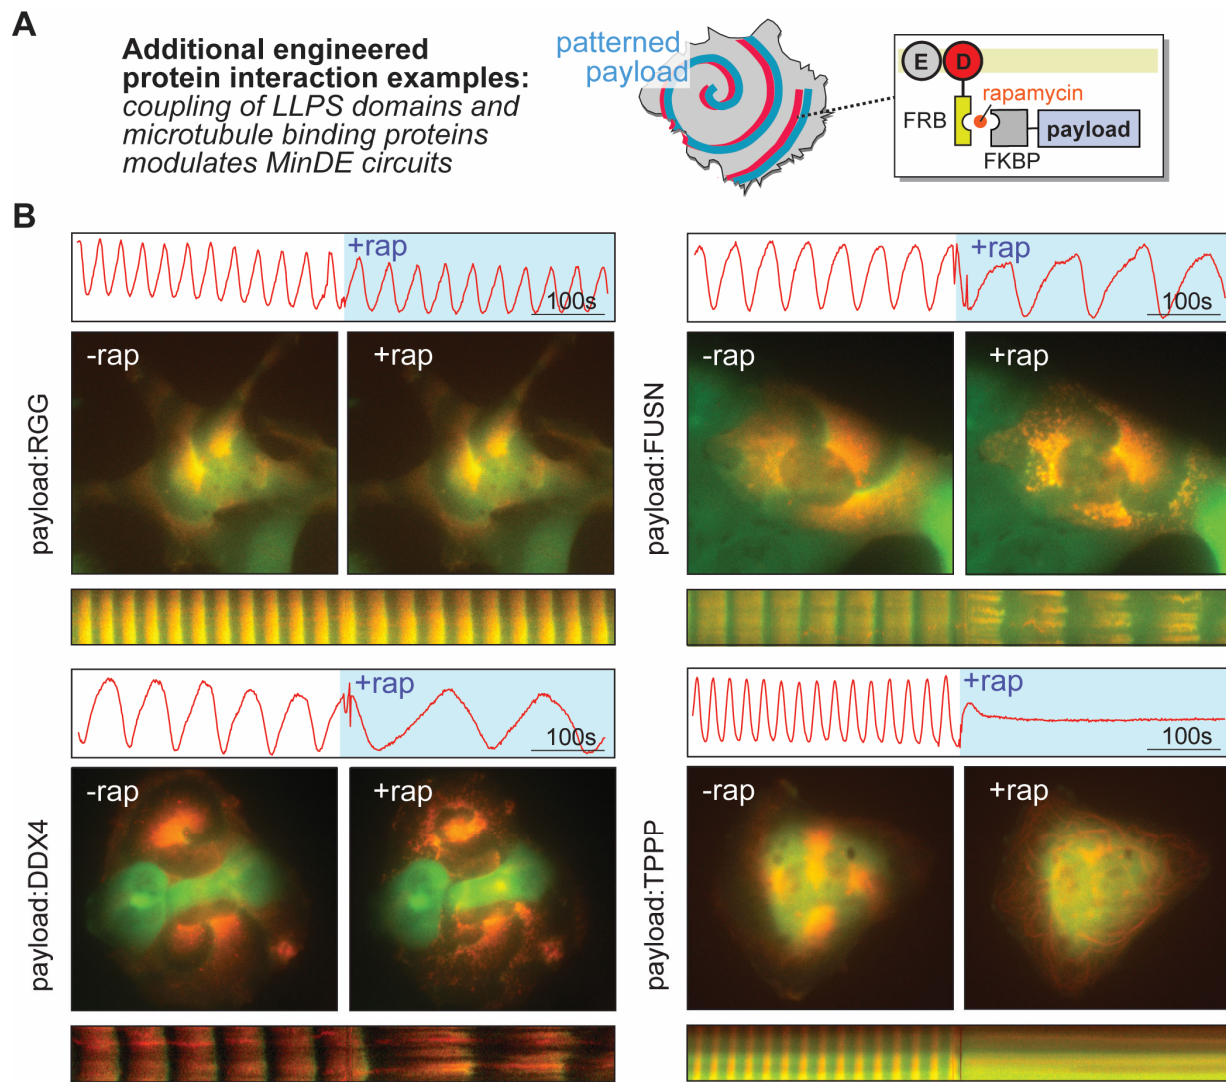 A
Additional engineered
protein interaction examples:
coupling of LLPS domains and
microtubule binding proteins
modulates MinDE circuits
patterned
payload
E
D
rapamycin
FRB
payload
FKBP
B
+rap
100s
-rap
+rap
payload:RGG
+rap
100s
-rap
+rap
payload:FUSN
+rap
100s
-rap
+rap
payload:DDX4
+rap
100s
-rap
+rap
payload:TPPP